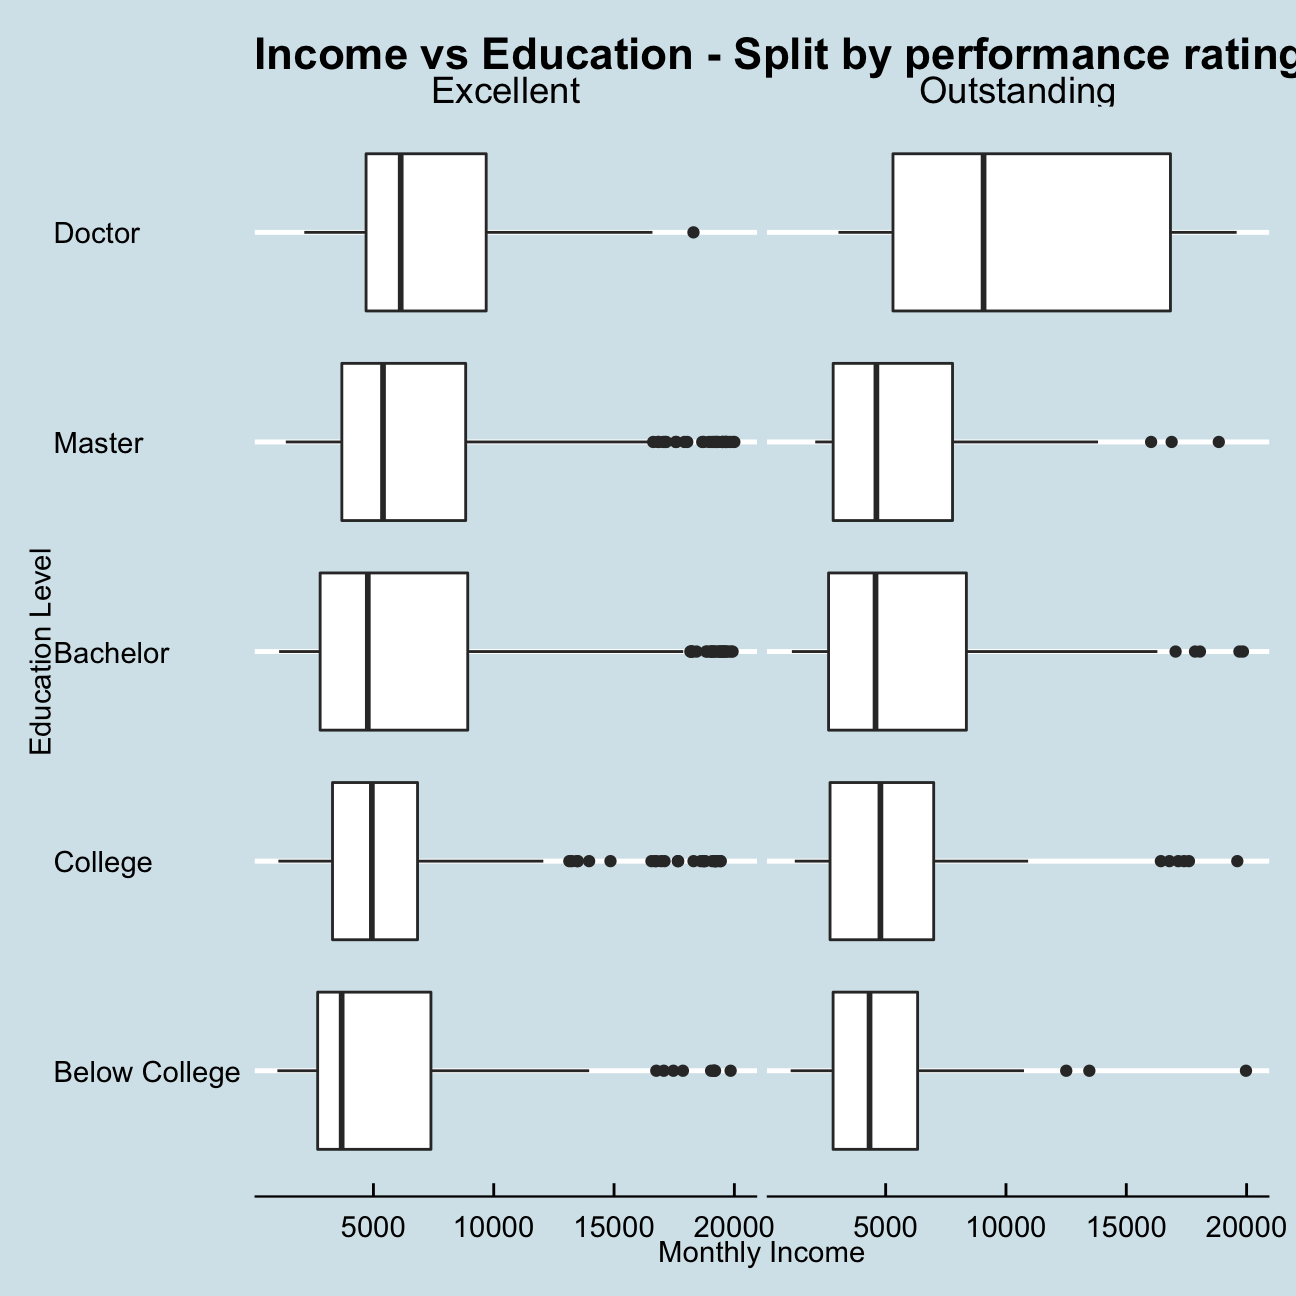 Income vs Education - Split by performance rating
Excellent
Outstanding
Education Level
Doctor
Master
Bachelor
College
Below College
5000 10000 15000 20000
5000 10000 15000 20000
Monthly Income